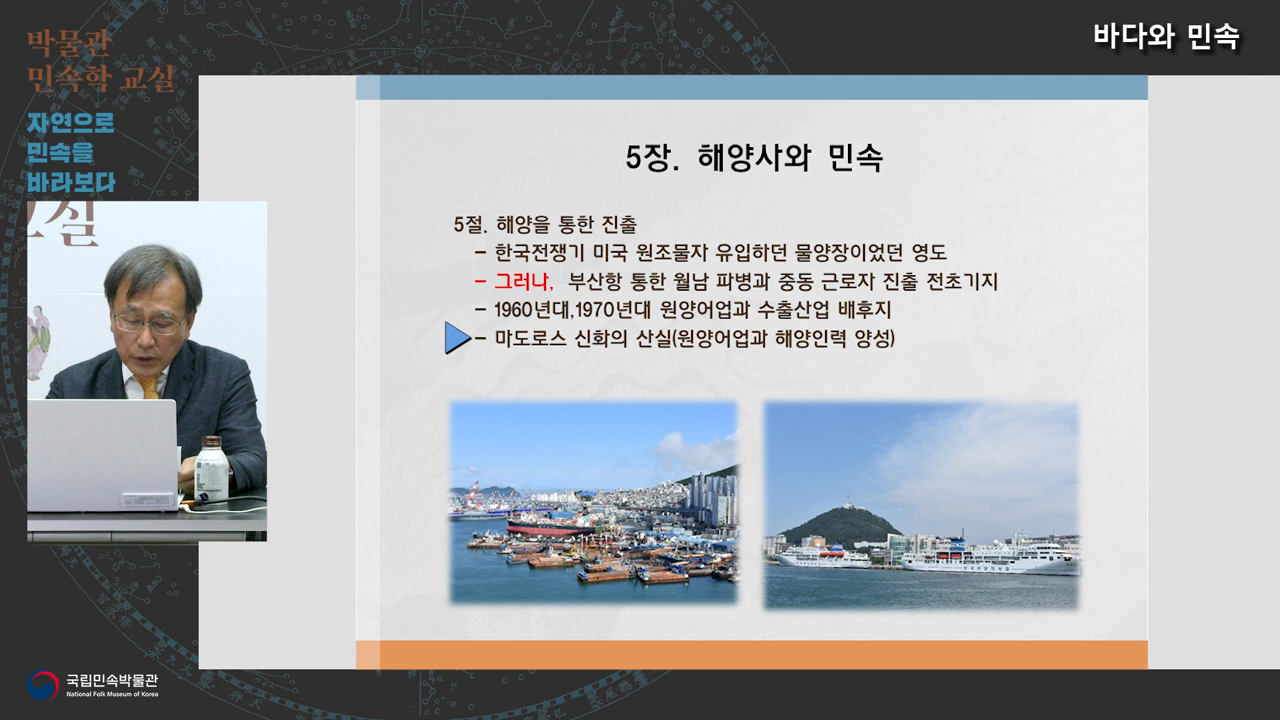 바다와 민속
박물관
민속학 교실
자연으로
민속을
바라보다
실
5장. 해양사와 민속
5절. 해양을 통한 진출
– 한국전쟁기 미국 원조물자 유입하던 물양장이었던 영도
– 그러나, 부산항 통한 월남 파병과 중동 근로자 진출 전초기지
– 1960년대,1970년대 원양어업과 수출산업 배후지
– 마도로스 신화의 산실(원양어업과 해양인력 양성)
국립민속박물관
National Folk Museum of Korea